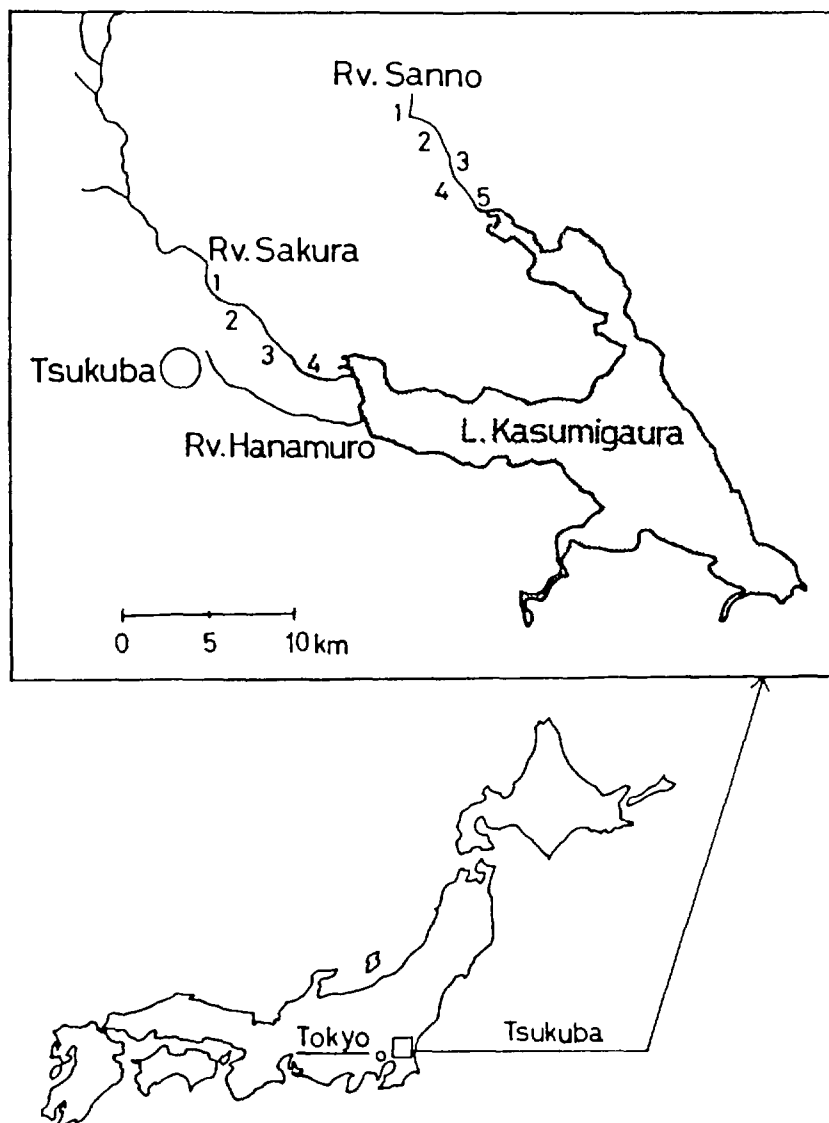 Rv. Sanno
1
2
3
4
5
Rv. Sakura
1
2
3
4
Tsukuba
Rv. Hanamuro
L. Kasumigaura
0 5 10 km
Tokyo
Tsukuba